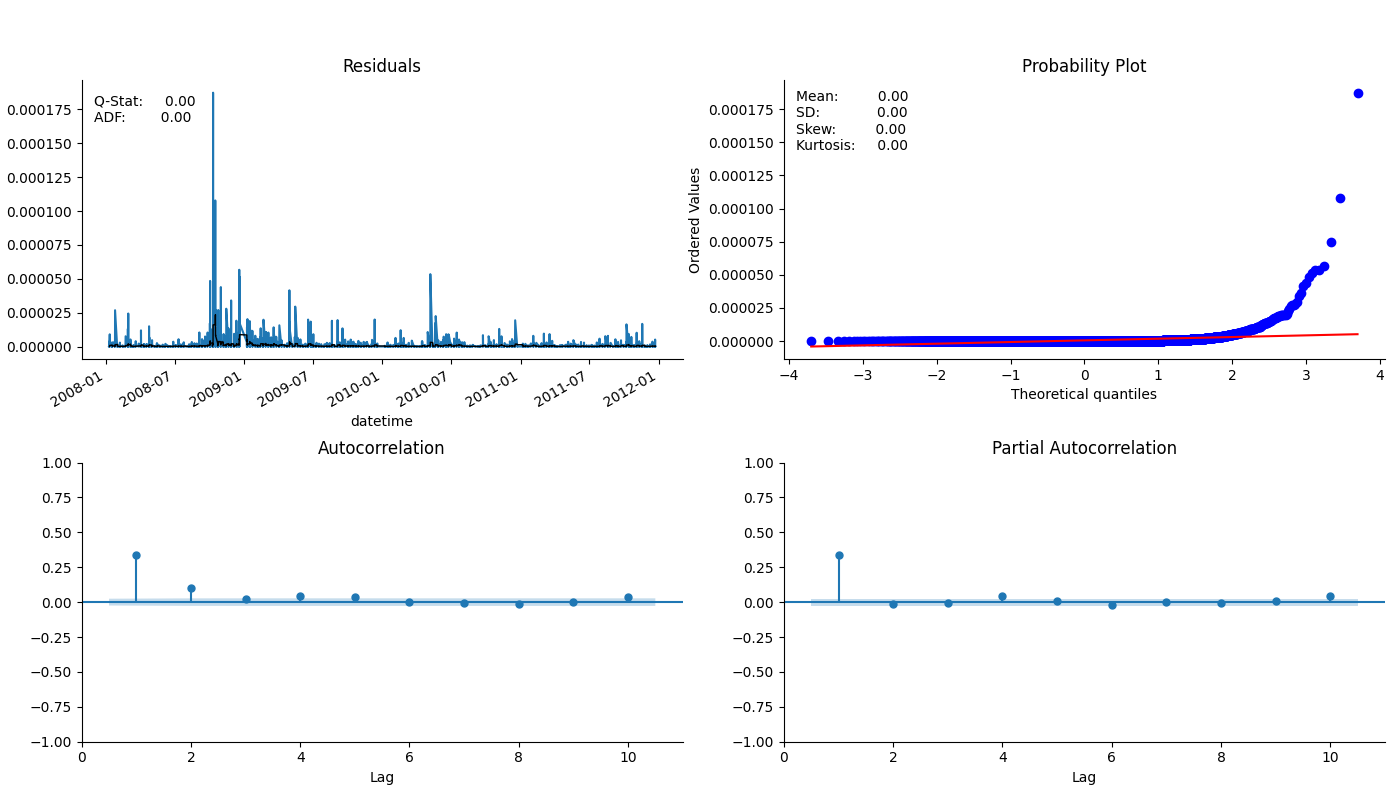 Residuals
Q-Stat: 0.00
ADF: 0.00
0.000175
0.000150
0.000125
0.000100
0.000075
0.000050
0.000025
0.000000
2008-01
2008-07
2009-01
2009-07
2010-01
2010-07
2011-01
2011-07
2012-01
datetime
Probability Plot
Mean: 0.00
SD: 0.00
Skew: 0.00
Kurtosis: 0.00
Ordered Values
0.000175
0.000150
0.000125
0.000100
0.000075
0.000050
0.000025
0.000000
−4 −3 −2 −1 0 1 2 3 4
Theoretical quantiles
Autocorrelation
1.00
0.75
0.50
0.25
0.00
−0.25
−0.50
−0.75
−1.00
0 2 4 6 8 10
Lag
Partial Autocorrelation
1.00
0.75
0.50
0.25
0.00
−0.25
−0.50
−0.75
−1.00
0 2 4 6 8 10
Lag